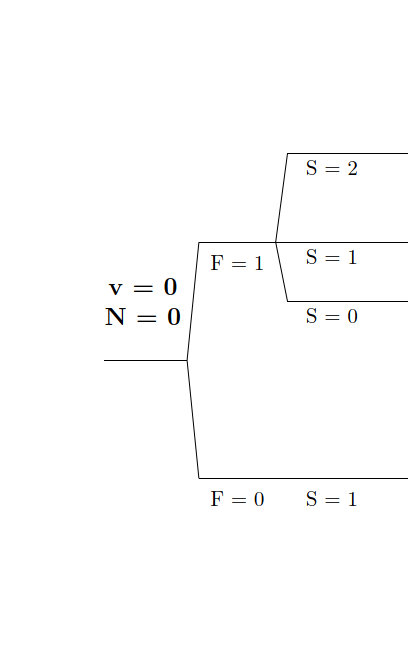 S = 2
F = 1
S = 1
v = 0
N = 0
S = 0
F = 0
S = 1